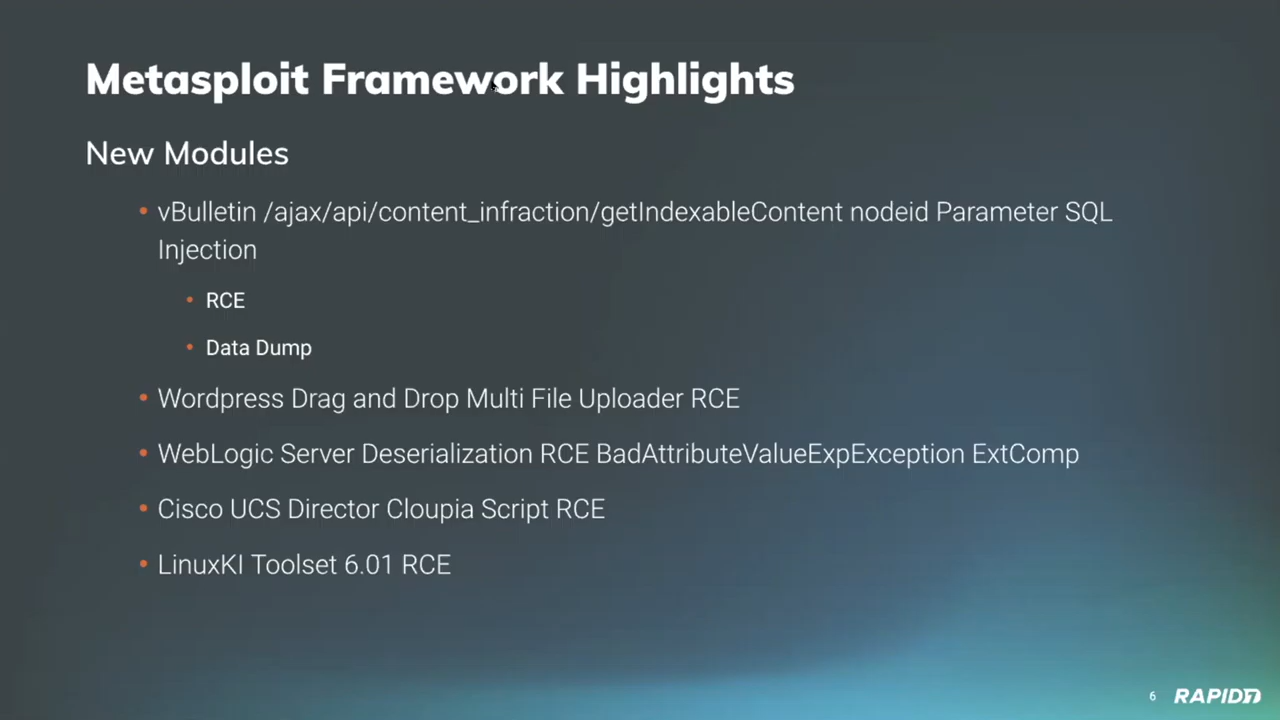 Metasploit Framework Highlights
New Modules
• vBulletin /ajax/api/content_infraction/getIndexableContent nodeid Parameter SQL
Injection
• RCE
• Data Dump
• Wordpress Drag and Drop Multi File Uploader RCE
• WebLogic Server Deserialization RCE BadAttributeValueExpException ExtComp
• Cisco UCS Director Cloupia Script RCE
• LinuxKI Toolset 6.01 RCE
6 RAPID7